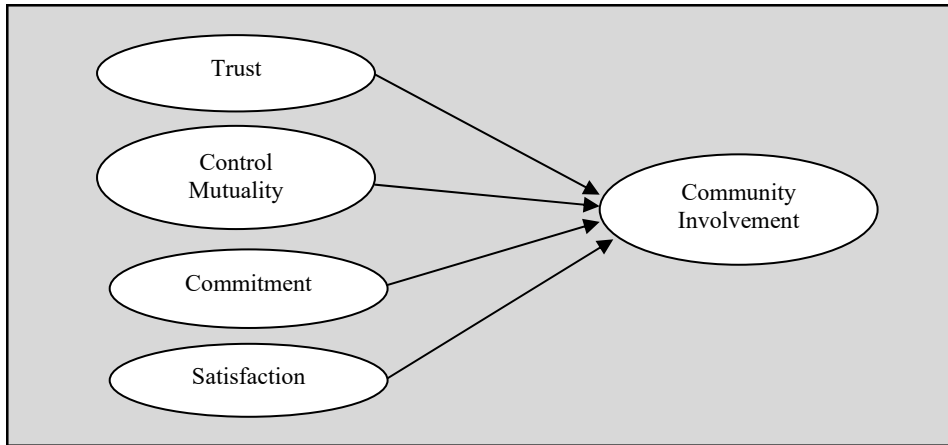 Trust
Control
Mutuality
Community
Involvement
Commitment
Satisfaction